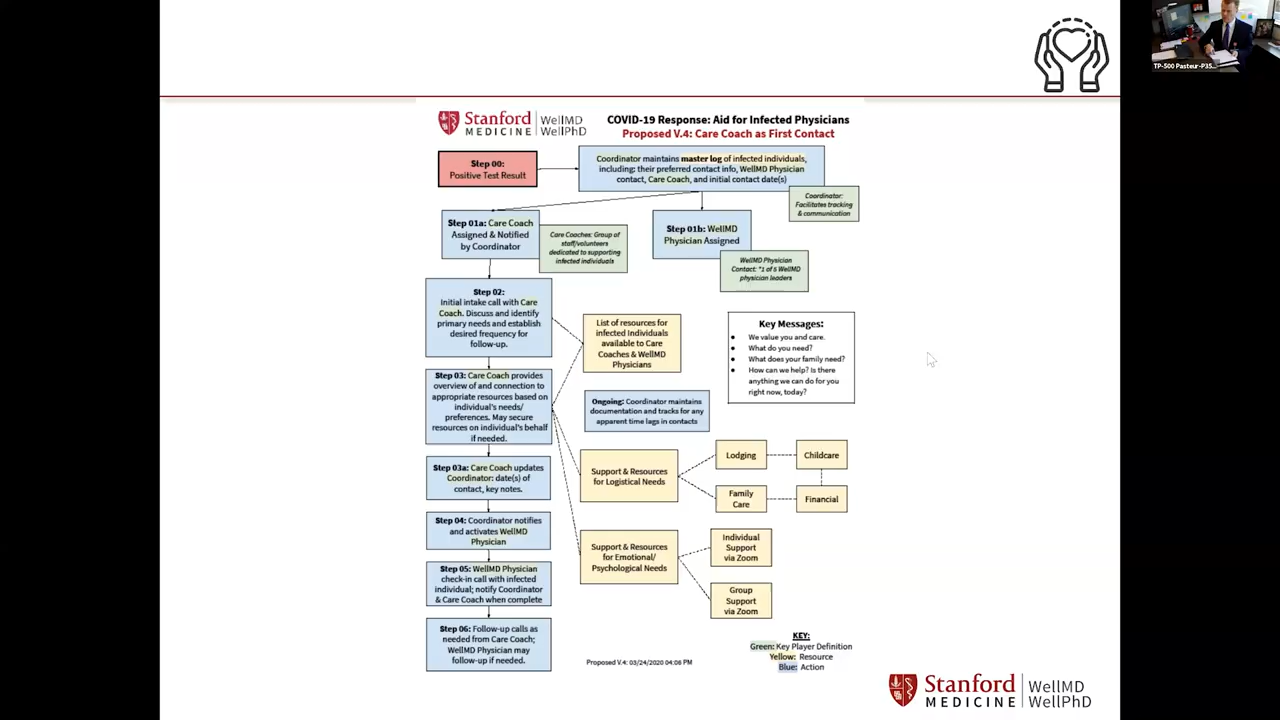 TP-500 Pasteur-P35...
Stanford
MEDICINE
WellMD
WellPhD
COVID-19 Response: Aid for Infected Physicians
Proposed V.4: Care Coach as First Contact
Step 00:
Positive Test Result
Coordinator maintains master log of infected individuals,
including: their preferred contact info, WellMD Physician
contact, Care Coach, and initial contact date(s)
Coordinator:
Facilitates tracking
& communication
Step 01a: Care Coach
Assigned & Notified
by Coordinator
Care Coaches: Group of
staff/volunteers
dedicated to supporting
infected individuals
Step 01b: WellMD
Physician Assigned
WellMD Physician
Contact: *1 of 6 WellMD
physician leaders
Step 02:
Initial intake call with Care
Coach. Discuss and identify
primary needs and establish
desired frequency for
follow-up.
List of resources for
infected Individuals
available to Care
Coaches & WellMD
Physicians
Key Messages:
• We value you and care.
• What do you need?
• What does your family need?
• How can we help? Is there
anything we can do for you
right now, today?
Step 03: Care Coach provides
overview of and connection to
appropriate resources based on
individual's needs/
preferences. May secure
resources on individual's behalf
if needed.
Ongoing: Coordinator maintains
documentation and tracks for any
apparent time lags in contacts
Step 03a: Care Coach updates
Coordinator: date(s) of
contact, key notes.
Support & Resources
for Logistical Needs
Lodging
Childcare
Family
Care
Financial
Step 04: Coordinator notifies
and activates WellMD
Physician
Support & Resources
for Emotional/
Psychological Needs
Individual
Support
via Zoom
Group
Support
via Zoom
Step 05: WellMD Physician
check-in call with infected
individual; notify Coordinator
& Care Coach when complete
Step 06: Follow-up calls as
needed from Care Coach;
WellMD Physician may
follow-up if needed.
Proposed V.4: 03/24/2020 04:06 PM
KEY:
Green: Key Player Definition
Yellow: Resource
Blue: Action
Stanford
MEDICINE
WellMD
WellPhD